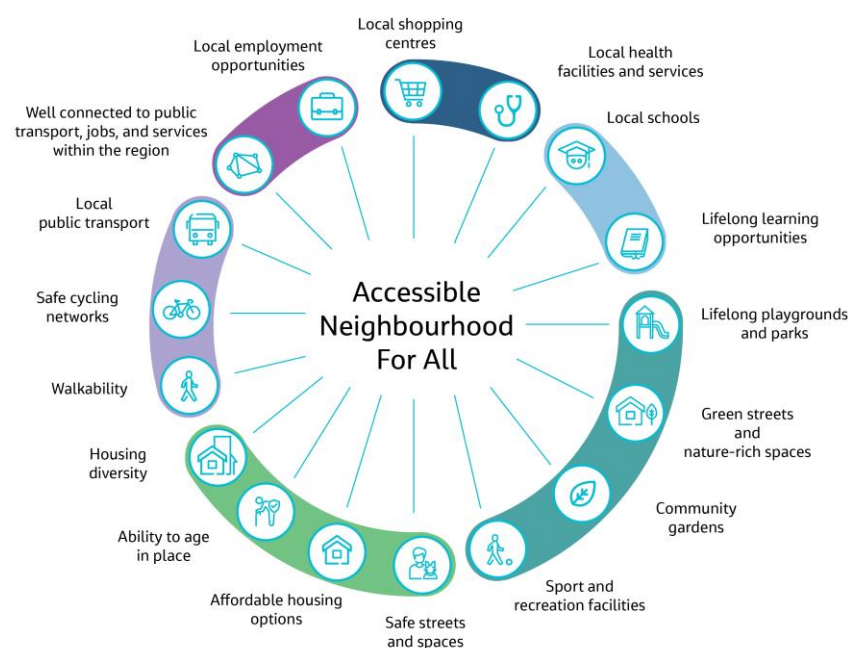 Local shopping
centres
Local health
facilities and services
Local schools
Lifelong learning
opportunities
Lifelong playgrounds
and parks
Green streets
and
nature-rich spaces
Community
gardens
Sport and
recreation facilities
Safe streets
and spaces
Affordable housing
options
Ability to age
in place
Housing
diversity
Walkability
Safe cycling
networks
Local
public transport
Well connected to public
transport, jobs, and services
within the region
Local employment
opportunities
Accessible
Neighbourhood
For All